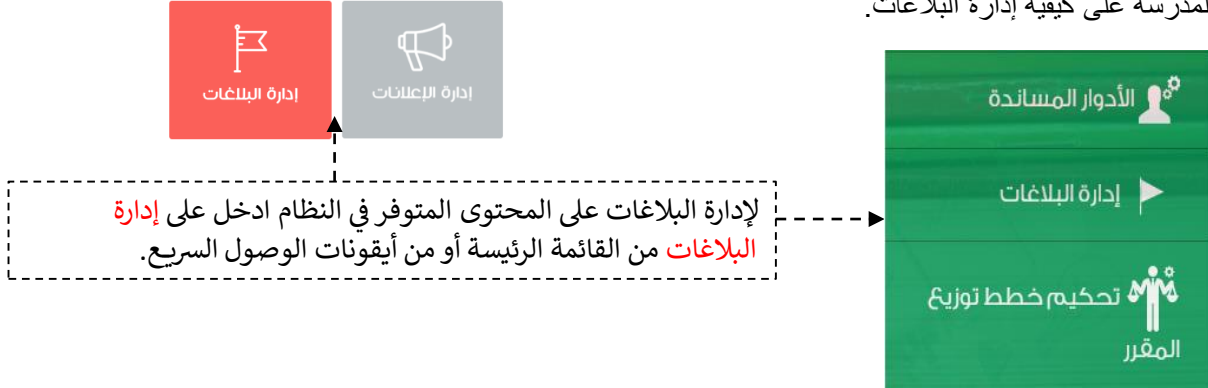 المدرسة على كيفية إدارة البلاغات.
إدارة البلاغات
إدارة الإعلانات
الأدوار المساندة
إدارة البلاغات
تحكيم خطط توزيع
المقرر
لإدارة البلاغات على المحتوى المتوفر في النظام ادخل على إدارة
البلاغات من القائمة الرئيسة أو من أيقونات الوصول السريع.